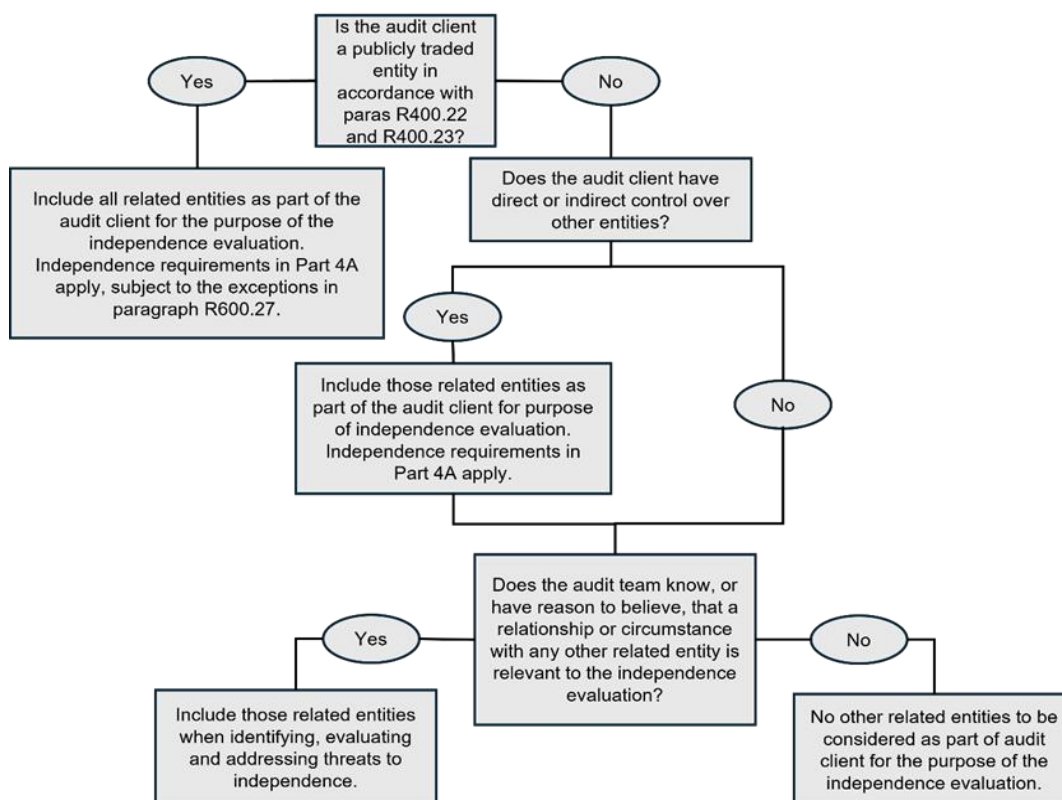 Is the audit client
a publicly traded
entity in
accordance with
paras R400.22
and R400.23?
Yes
No
Include all related entities as part of the
audit client for the purpose of the
independence evaluation.
Independence requirements in Part 4A
apply, subject to the exceptions in
paragraph R600.27.
Does the audit client have
direct or indirect control over
other entities?
Yes
No
Include those related entities as
part of the audit client for purpose
of independence evaluation.
Independence requirements in
Part 4A apply.
Does the audit team know, or
have reason to believe, that a
relationship or circumstance
with any other related entity is
relevant to the independence
evaluation?
Yes
No
Include those related entities
when identifying, evaluating
and addressing threats to
independence.
No other related entities to be
considered as part of audit
client for the purpose of the
independence evaluation.